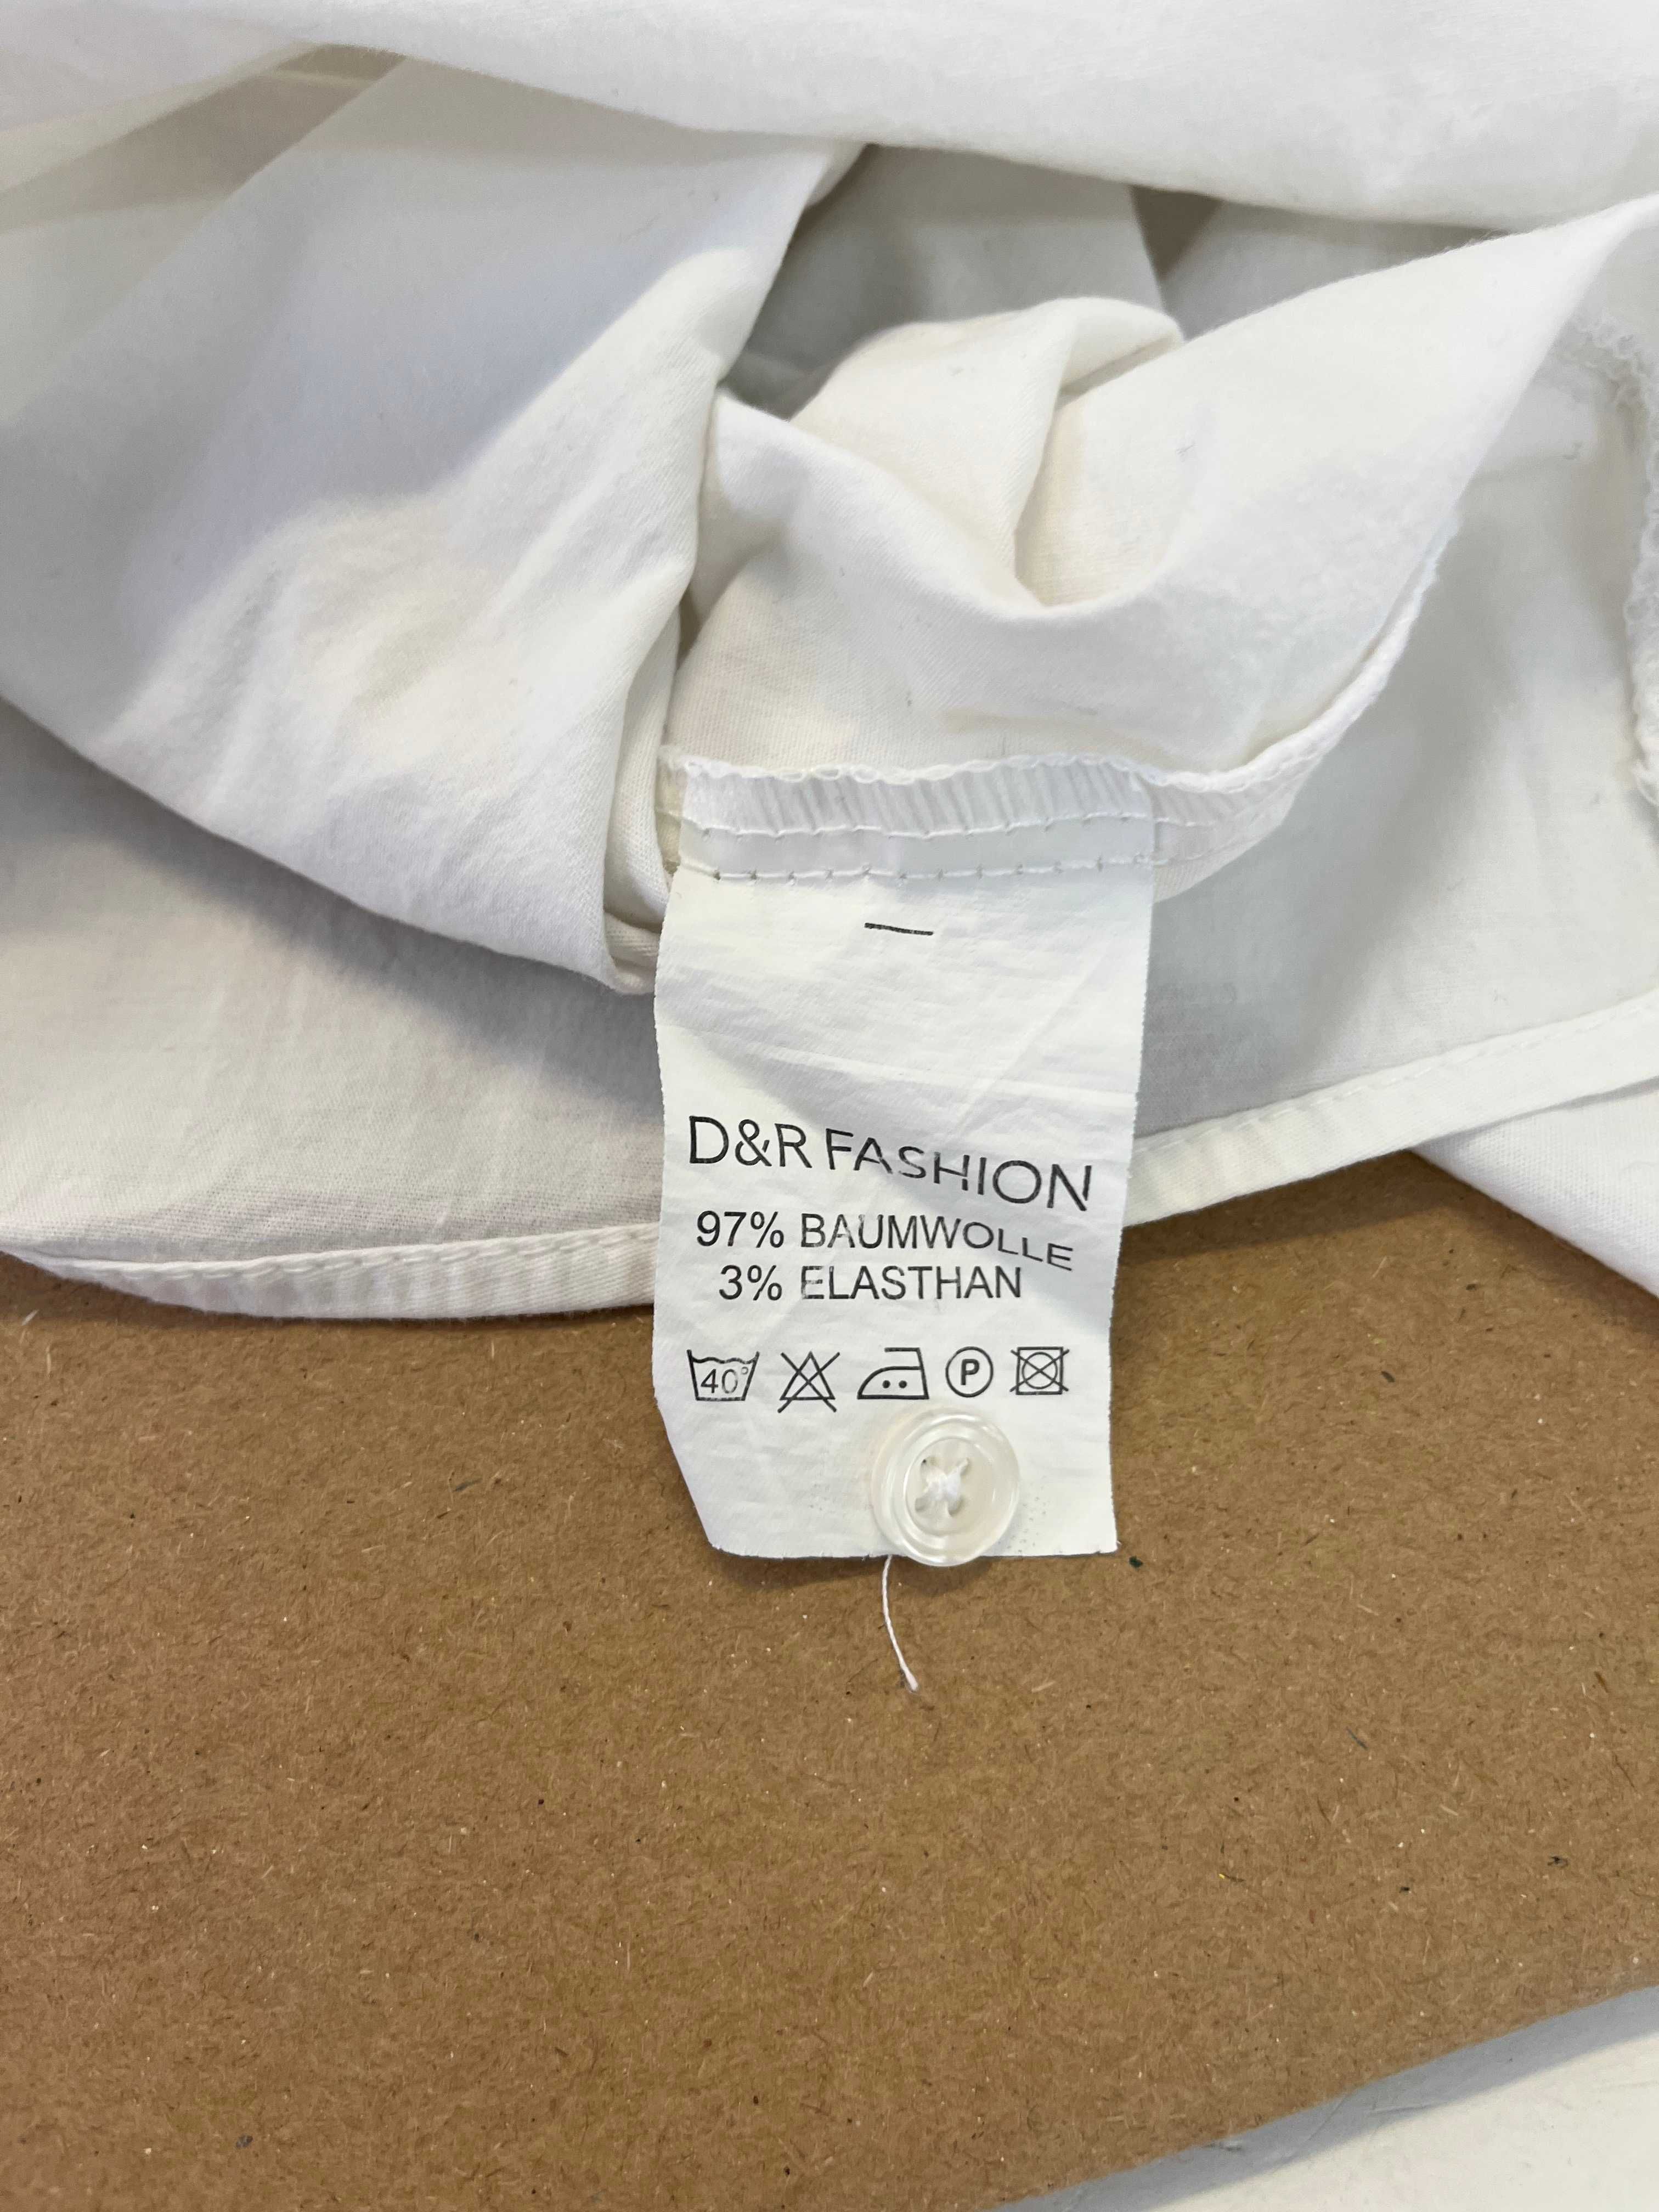 D&R FASHION
97% BAUMWOLLE
3% ELASTHAN
40° P